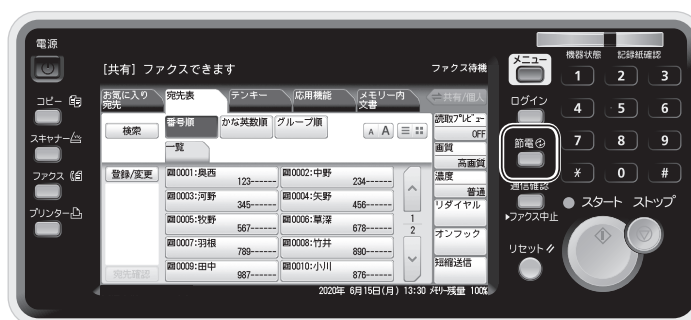 電源
コピー
スキャナー
ファクス
プリンター
[共有] ファクスできます
ファクス待機
お気に入り宛先
宛先表
テンキー
応用機能
メモリー内文書
共有/個人
検索
番号順
かな英数順
グループ順
一覧
A A
登録/変更
0001:奥西
123------
0002:中野
234------
0003:河野
345------
0004:矢野
456------
0005:牧野
567------
0006:草深
678------
0007:羽根
789------
0008:竹井
890------
0009:田中
987------
0010:小川
876------
宛先確認
1
2
読取プレビュー
OFF
画質
高画質
濃度
普通
リダイヤル
オンフック
短縮送信
2020年 6月15日(月) 13:30 メモリー残量 100%
メニュー
機器状態
記録紙確認
ログイン
節電
通信確認
▶ファクス中止
リセット
1
2
3
4
5
6
7
8
9
*
0
#
スタート
ストップ